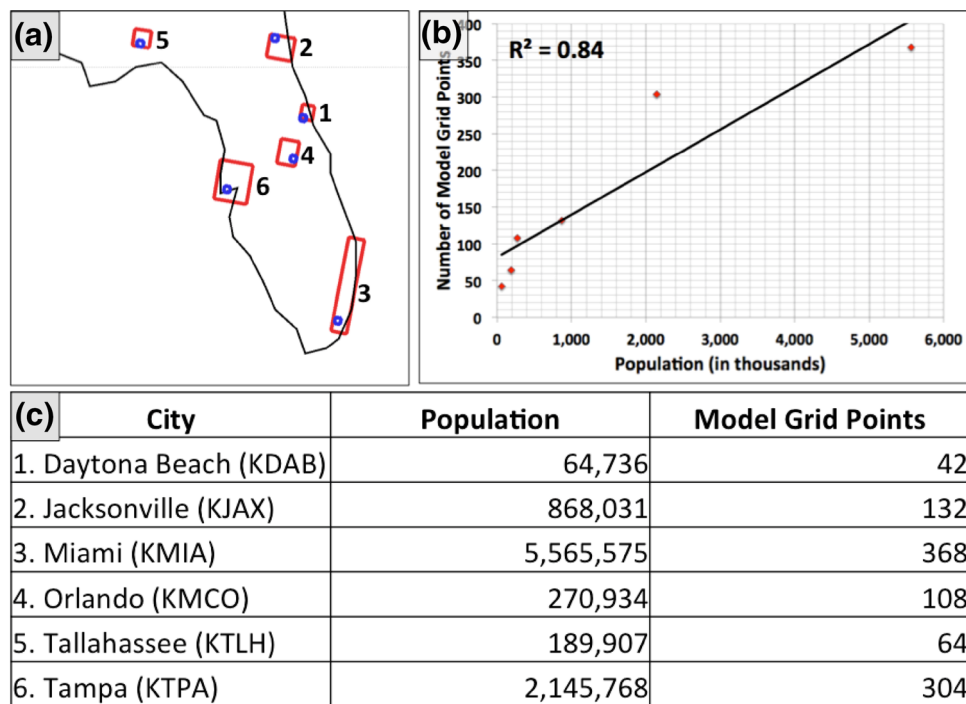 (a)
5
2
1
4
6
3
(b)
R² = 0.84
Number of Model Grid Points
400
350
300
250
200
150
100
50
0
0 1,000 2,000 3,000 4,000 5,000 6,000
Population (in thousands)
(c)
City Population Model Grid Points
1. Daytona Beach (KDAB) 64,736 42
2. Jacksonville (KJAX) 868,031 132
3. Miami (KMIA) 5,565,575 368
4. Orlando (KMCO) 270,934 108
5. Tallahassee (KTLH) 189,907 64
6. Tampa (KTPA) 2,145,768 304